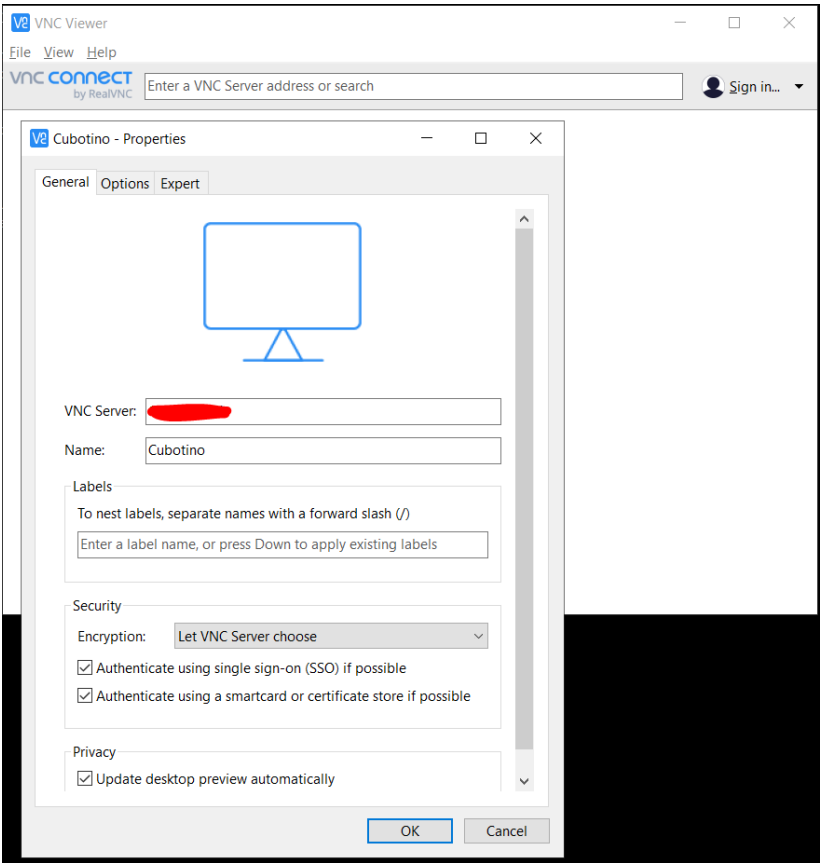 VNC Viewer
File View Help
vnc connect
by RealVNC
Enter a VNC Server address or search
Sign in...
Cubotino - Properties
General Options Expert
VNC Server:
Name: Cubotino
Labels
To nest labels, separate names with a forward slash (/)
Enter a label name, or press Down to apply existing labels
Security
Encryption: Let VNC Server choose
Authenticate using single sign-on (SSO) if possible
Authenticate using a smartcard or certificate store if possible
Privacy
Update desktop preview automatically
OK Cancel